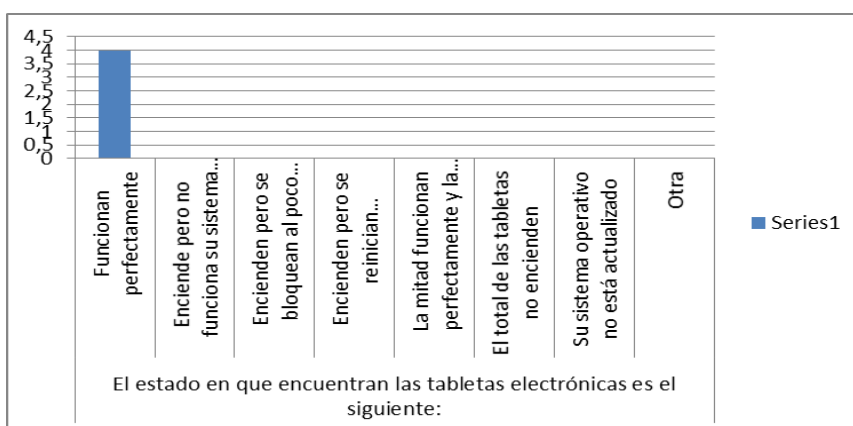 4,5
4
3,5
3
2,5
2
1,5
1
0,5
0
Funcionan
perfectamente
Enciende pero no
funciona su sistema...
Encienden pero se
bloquean al poco...
Encienden pero se
reinician...
La mitad funcionan
perfectamente y la...
El total de las tabletas
no encienden
Su sistema operativo
no está actualizado
Otra
El estado en que encuentran las tabletas electrónicas es el
siguiente:
Series1